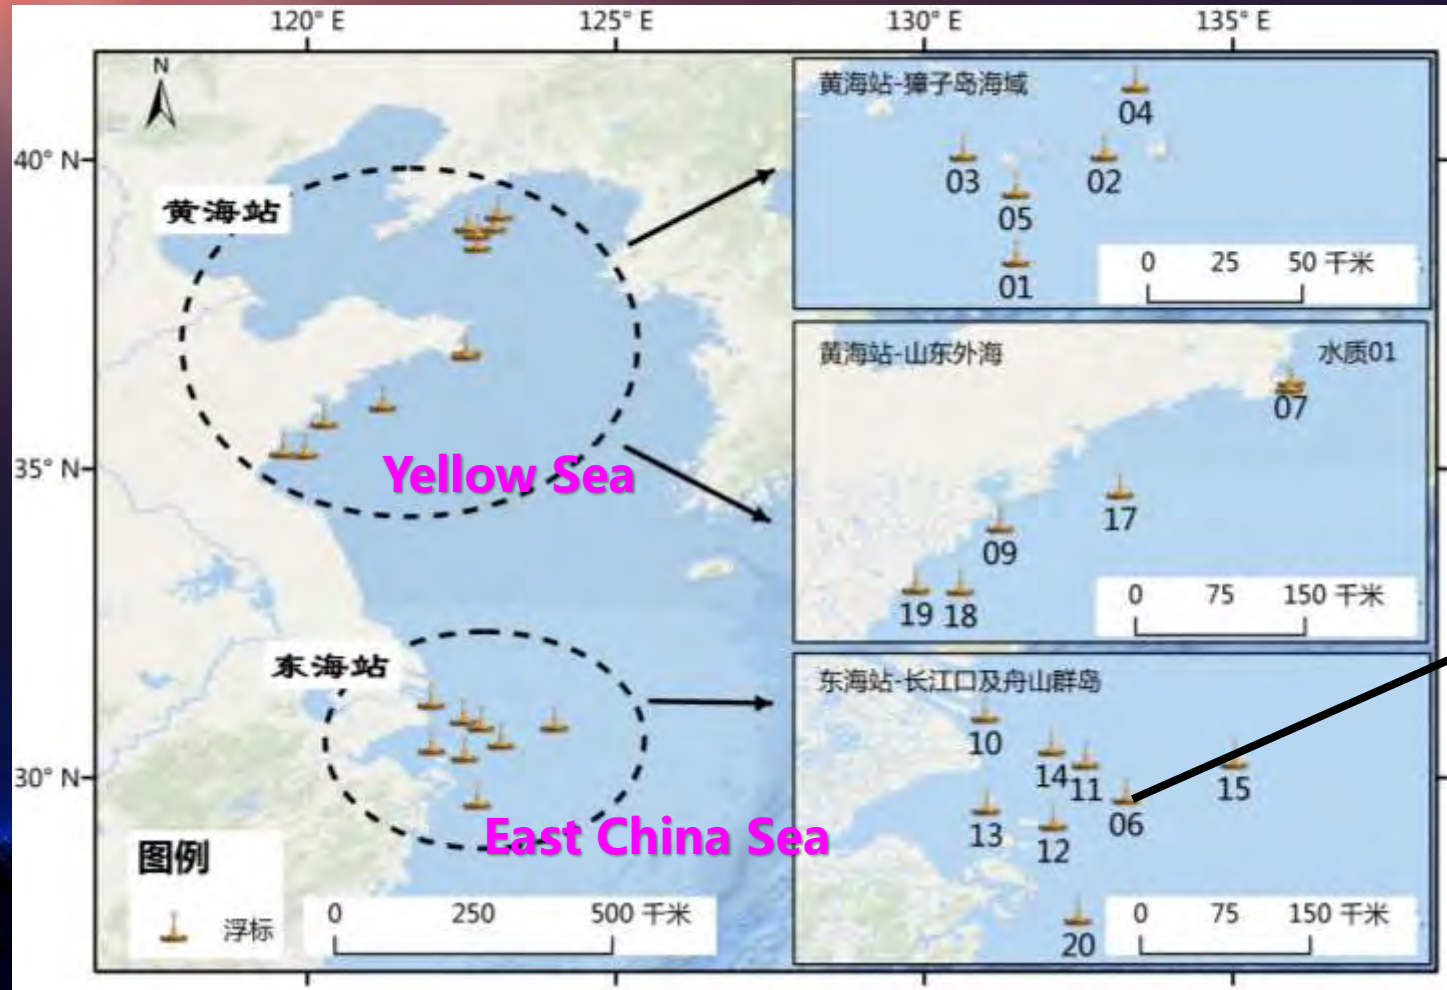 120° E
125° E
130° E
135° E
N
40° N
35° N
30° N
黄海站
Yellow Sea
东海站
East China Sea
图例
浮标
0 250 500 千米
黄海站-獐子岛海域
04
03
02
05
01
0 25 50 千米
黄海站-山东外海
水质01
07
17
09
19
18
0 75 150 千米
东海站-长江口及舟山群岛
10
14
11
15
06
13
12
20
0 75 150 千米